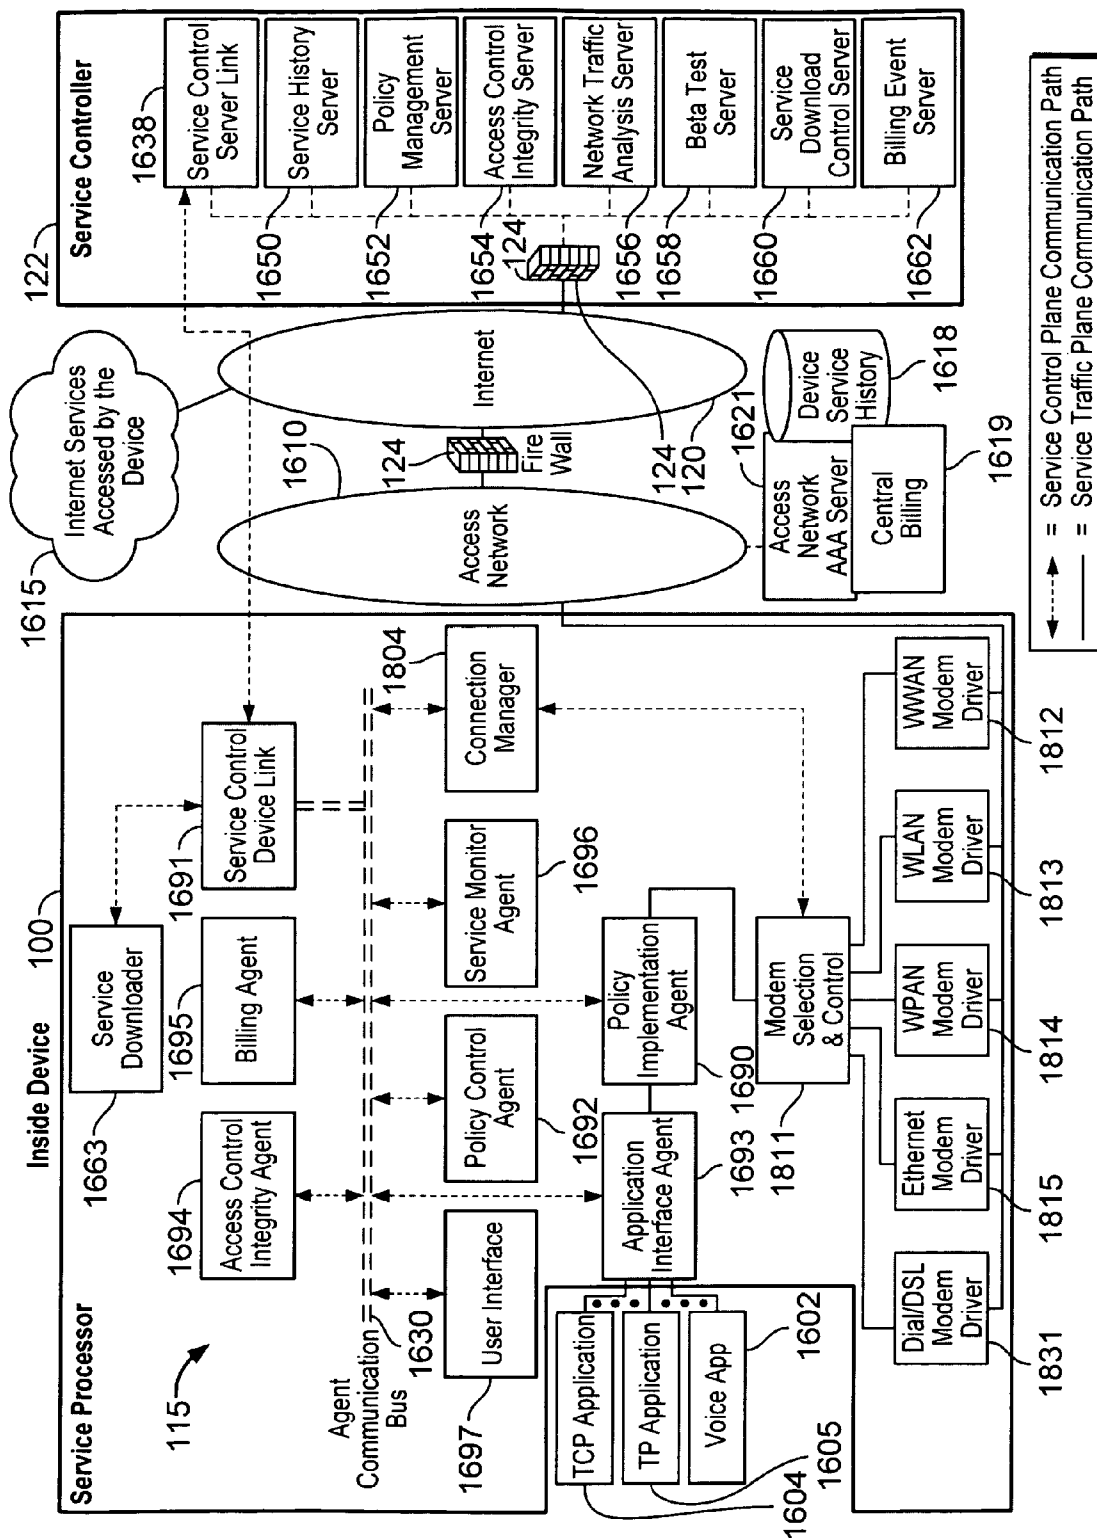 Service Controller
122
1638
Service Control
Server Link
1650
Service History
Server
1652
Policy
Management
Server
1654
Access Control
Integrity Server
124
1656
Network Traffic
Analysis Server
1658
Beta Test
Server
1660
Service
Download
Control Server
1662
Billing Event
Server
Internet Services
Accessed by the
Device
1615
Internet
120
124
124
Fire
Wall
1610
Access
Network
1621
Access
Network
AAA Server
Device
Service
History
1618
Central
Billing
1619
= Service Control Plane Communication Path
= Service Traffic Plane Communication Path
Inside Device
100
Service Processor
115
1663
Service
Downloader
1694
Access Control
Integrity Agent
1695
Billing Agent
1691
Service Control
Device Link
Agent
Communication
Bus
1630
1697
User Interface
Policy Control
Agent
1692
Service Monitor
Agent
1696
1804
Connection
Manager
Application
Interface Agent
1693
Policy
Implementation
Agent
1690
TCP Application
1604
TP Application
1605
Voice App
1602
Modem
Selection
& Control
1811
Dial/DSL
Modem
Driver
1831
Ethernet
Modem
Driver
1815
WPAN
Modem
Driver
1814
WLAN
Modem
Driver
1813
WWAN
Modem
Driver
1812